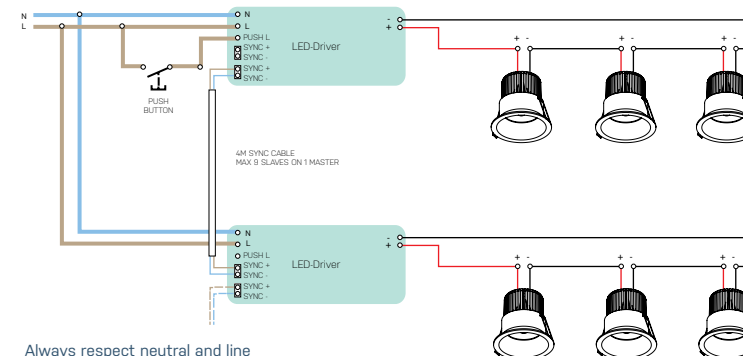 N
L
N
L
PUSH L
SYNC +
SYNC -
SYNC +
SYNC -
LED-Driver
-
+
+ -
+ -
+ -
PUSH
BUTTON
4M SYNC CABLE
MAX 9 SLAVES ON 1 MASTER
N
L
PUSH L
SYNC +
SYNC -
SYNC +
SYNC -
LED-Driver
-
+
+ -
+ -
+ -
Always respect neutral and line